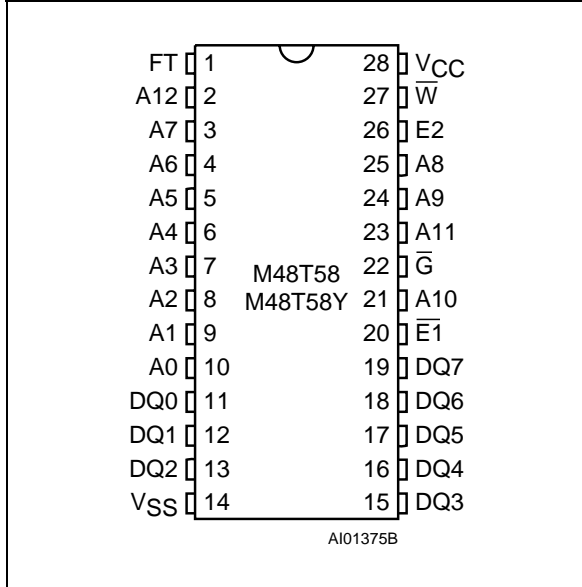 FT 1 28 VCC
A12 2 27 W̅
A7 3 26 E2
A6 4 25 A8
A5 5 24 A9
A4 6 23 A11
A3 7 22 G̅
A2 8 21 A10
A1 9 20 E̅1̅
A0 10 19 DQ7
DQ0 11 18 DQ6
DQ1 12 17 DQ5
DQ2 13 16 DQ4
VSS 14 15 DQ3
M48T58
M48T58Y
AI01375B